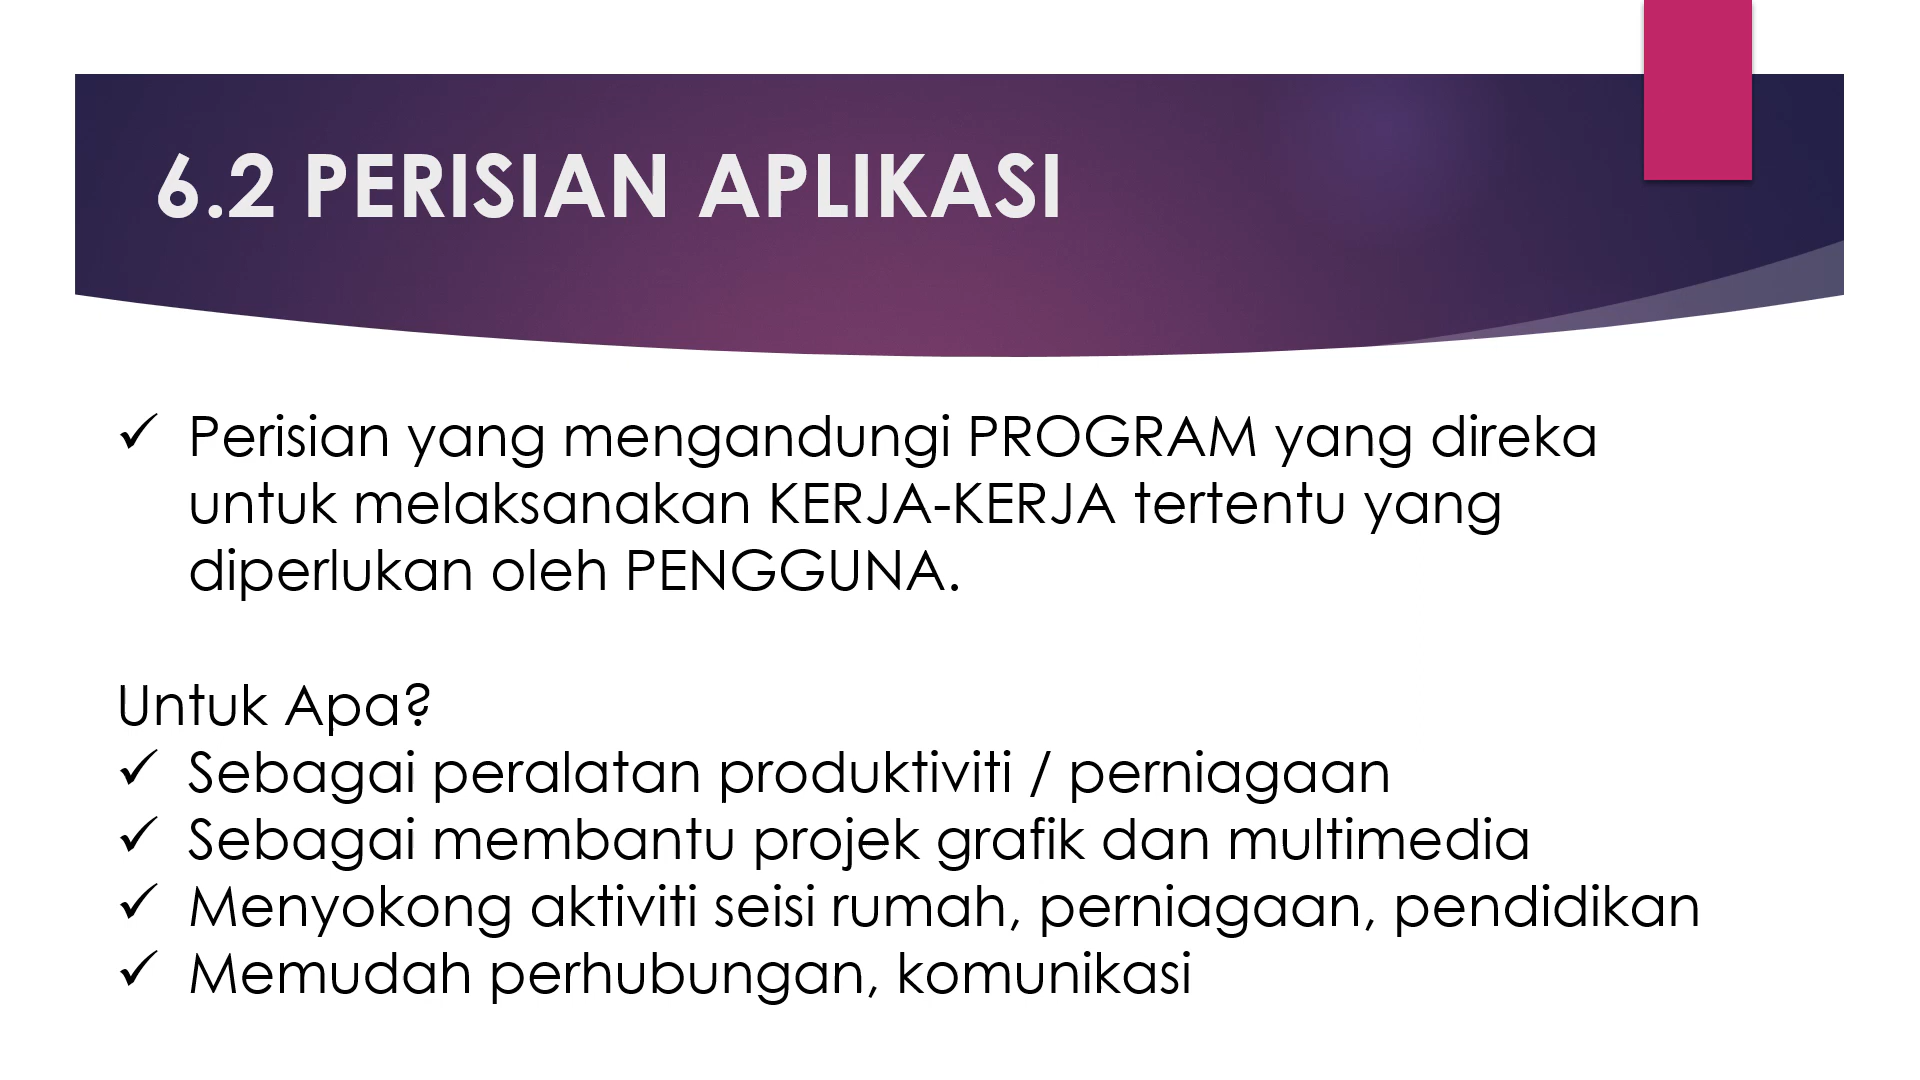 6.2 PERISIAN APLIKASI
✓ Perisian yang mengandungi PROGRAM yang direka
untuk melaksanakan KERJA-KERJA tertentu yang
diperlukan oleh PENGGUNA.
Untuk Apa?
✓ Sebagai peralatan produktiviti / perniagaan
✓ Sebagai membantu projek grafik dan multimedia
✓ Menyokong aktiviti seisi rumah, perniagaan, pendidikan
✓ Memudah perhubungan, komunikasi